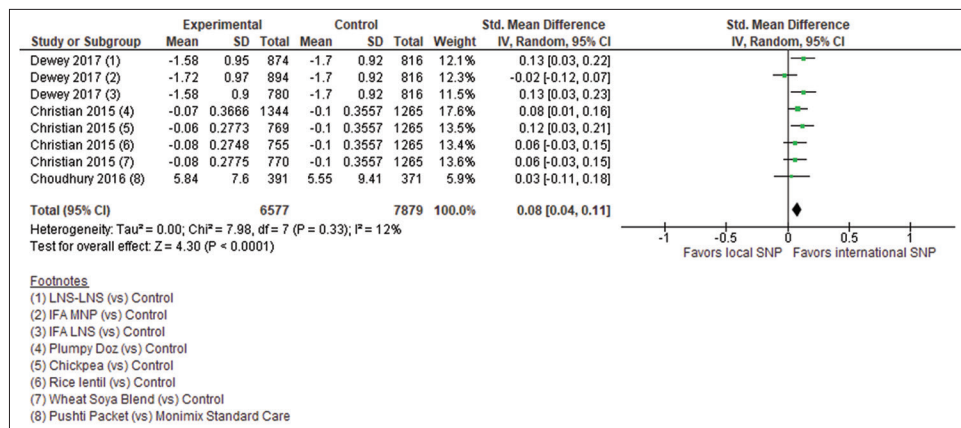 Experimental Control Std. Mean Difference Std. Mean Difference
Study or Subgroup Mean SD Total Mean SD Total Weight IV, Random, 95% CI IV, Random, 95% CI
Dewey 2017 (1) -1.58 0.95 874 -1.7 0.92 816 12.1% 0.13 [0.03, 0.22]
Dewey 2017 (2) -1.72 0.97 894 -1.7 0.92 816 12.3% -0.02 [-0.12, 0.07]
Dewey 2017 (3) -1.58 0.9 780 -1.7 0.92 816 11.5% 0.13 [0.03, 0.23]
Christian 2015 (4) -0.07 0.3666 1344 -0.1 0.3557 1265 17.6% 0.08 [0.01, 0.16]
Christian 2015 (5) -0.06 0.2773 769 -0.1 0.3557 1265 13.5% 0.12 [0.03, 0.21]
Christian 2015 (6) -0.08 0.2748 755 -0.1 0.3557 1265 13.4% 0.06 [-0.03, 0.15]
Christian 2015 (7) -0.08 0.2775 770 -0.1 0.3557 1265 13.6% 0.06 [-0.03, 0.15]
Choudhury 2016 (8) 5.84 7.6 391 5.55 9.41 371 5.9% 0.03 [-0.11, 0.18]
Total (95% CI) 6577 7879 100.0% 0.08 [0.04, 0.11]
Heterogeneity: Tau² = 0.00; Chi² = 7.98, df = 7 (P = 0.33); I² = 12%
Test for overall effect: Z = 4.30 (P < 0.0001)
-1 -0.5 0 0.5 1
Favors local SNP Favors international SNP
Footnotes
(1) LNS-LNS (vs) Control
(2) IFA MNP (vs) Control
(3) IFA LNS (vs) Control
(4) Plumpy Doz (vs) Control
(5) Chickpea (vs) Control
(6) Rice lentil (vs) Control
(7) Wheat Soya Blend (vs) Control
(8) Pushti Packet (vs) Monimix Standard Care